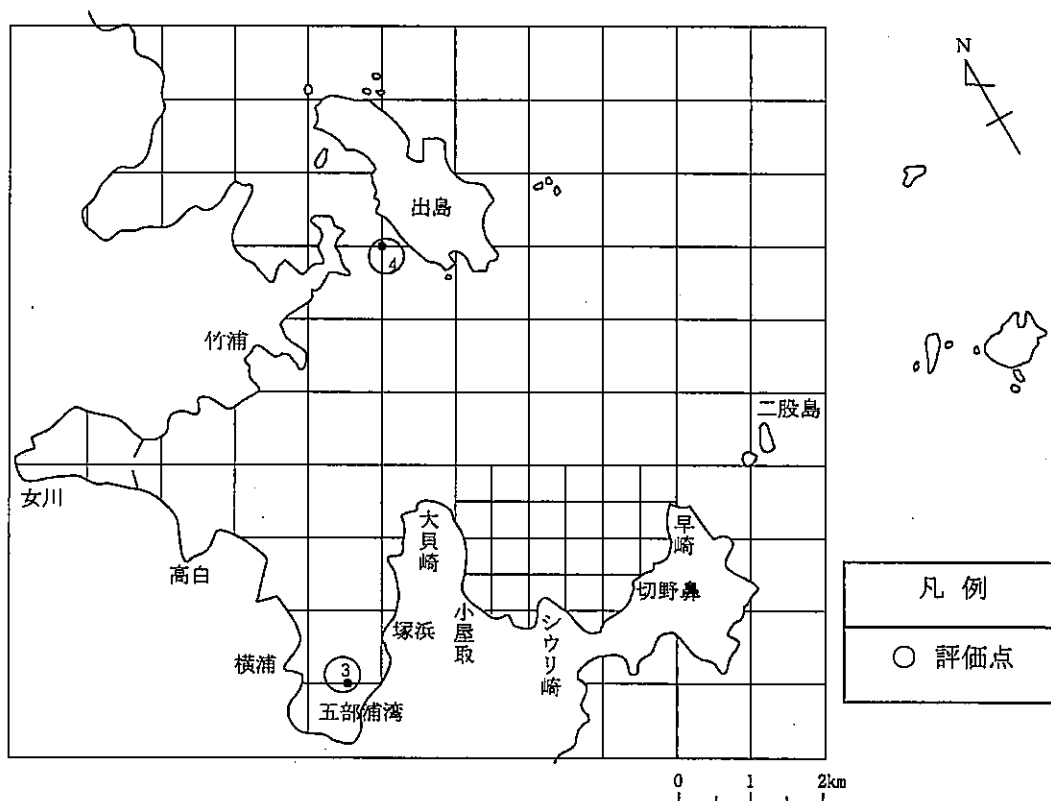 N
出島
4
竹浦
二股島
女川
大貝崎
早崎
高白
切野鼻
小屋取
シウリ崎
塚浜
横浦
3
五部浦湾
凡例
○ 評価点
0 1 2km